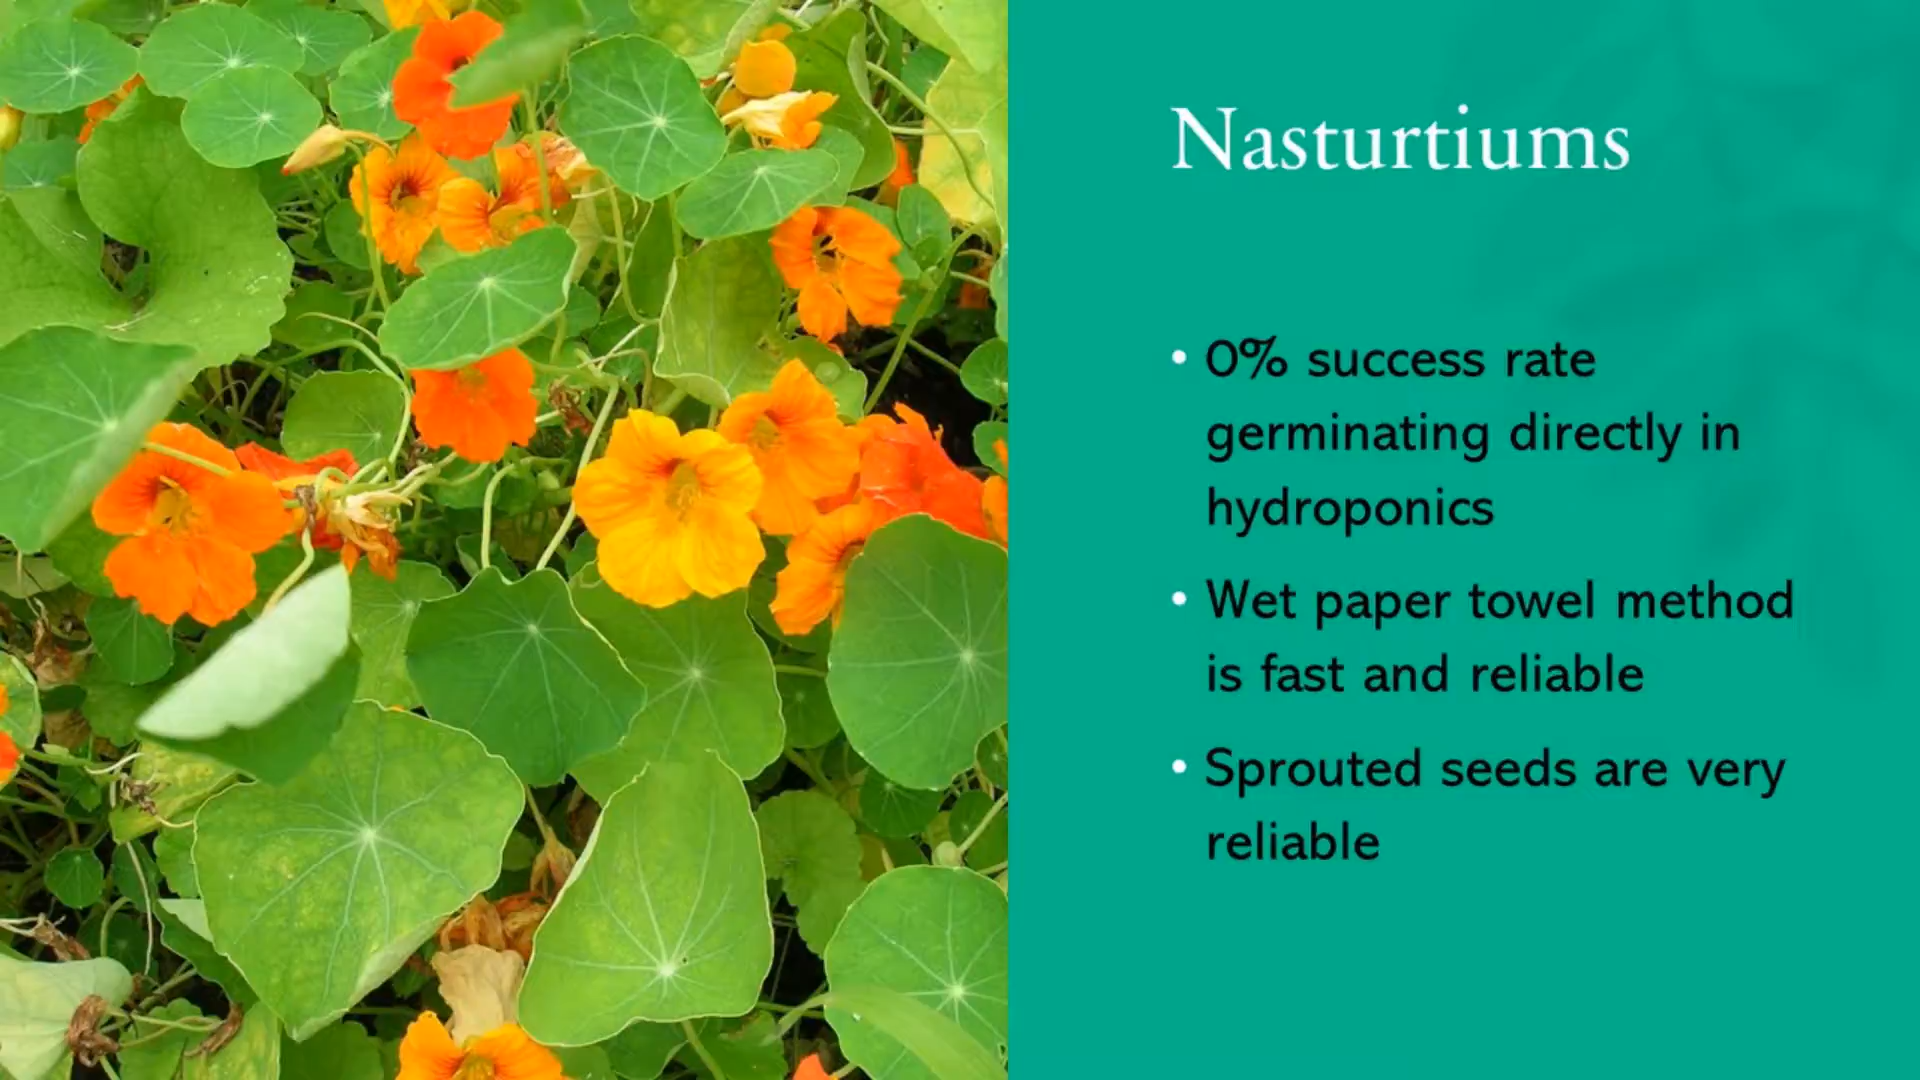 Nasturtiums
• 0% success rate
germinating directly in
hydroponics
• Wet paper towel method
is fast and reliable
• Sprouted seeds are very
reliable